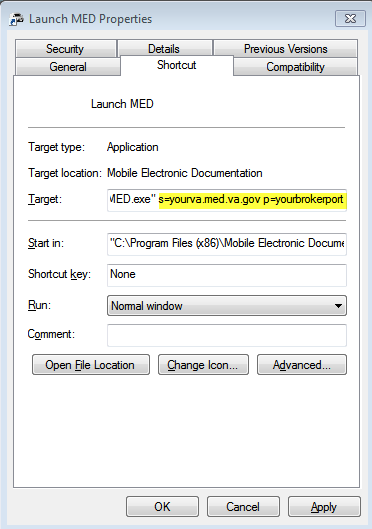 Launch MED Properties
Security Details Previous Versions
General Shortcut Compatibility
Launch MED
Target type: Application
Target location: Mobile Electronic Documentation
Target: MED.exe" s=yourva.med.va.gov p=yourbrokerport
Start in: "C:\Program Files (x86)\Mobile Electronic Docume
Shortcut key: None
Run: Normal window
Comment:
Open File Location Change Icon... Advanced...
OK Cancel Apply